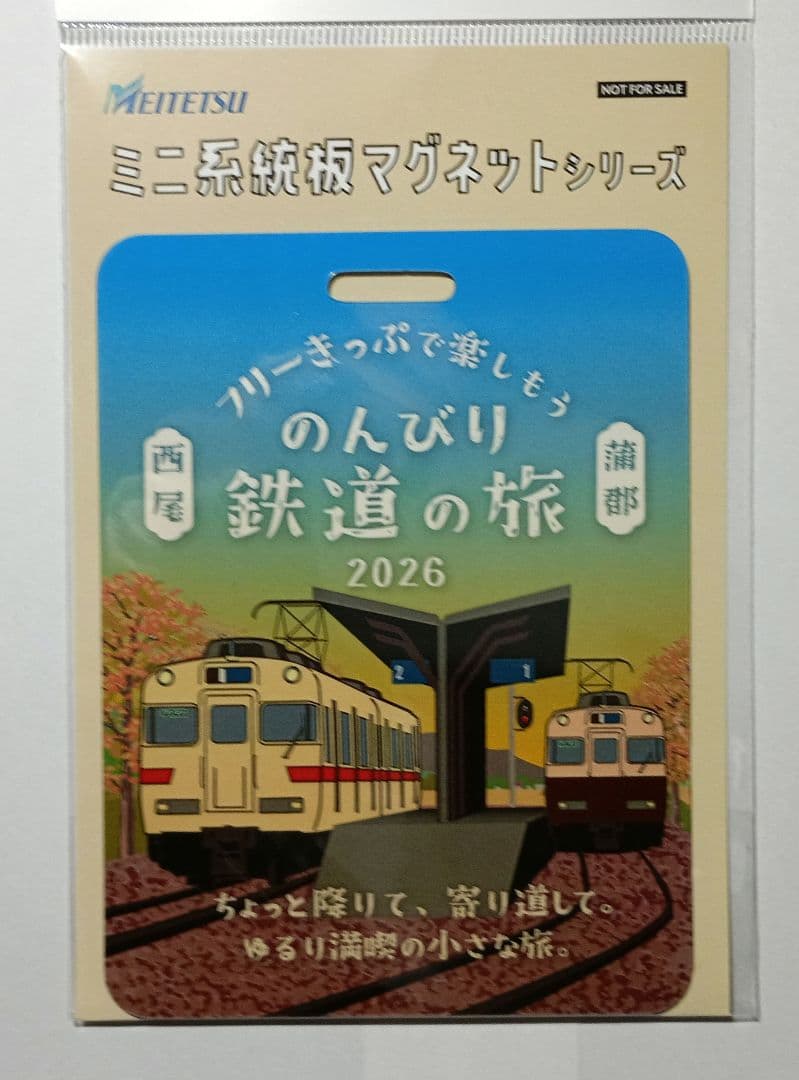 MEITETSU
NOT FOR SALE
ミニ系統板マグネットシリーズ
フリーきっぷで楽しもう
のんびり
鉄道の旅
西尾
蒲郡
2026
2
1
ちょっと降りて、寄り道して。
ゆるり満喫の小さな旅。